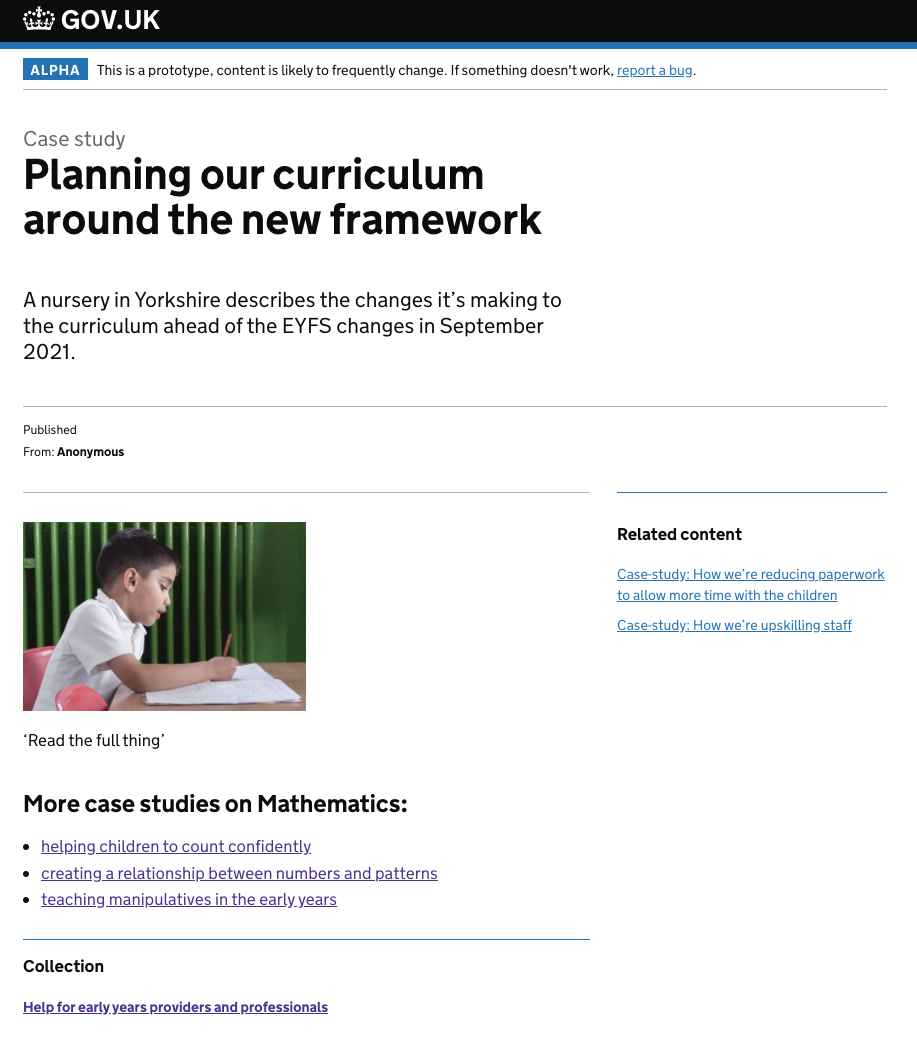 GOV.UK
ALPHA This is a prototype, content is likely to frequently change. If something doesn't work, report a bug.
Case study
Planning our curriculum
around the new framework
A nursery in Yorkshire describes the changes it’s making to
the curriculum ahead of the EYFS changes in September
2021.
Published
From: Anonymous
Related content
Case-study: How we’re reducing paperwork
to allow more time with the children
Case-study: How we’re upskilling staff
‘Read the full thing’
More case studies on Mathematics:
helping children to count confidently
creating a relationship between numbers and patterns
teaching manipulatives in the early years
Collection
Help for early years providers and professionals